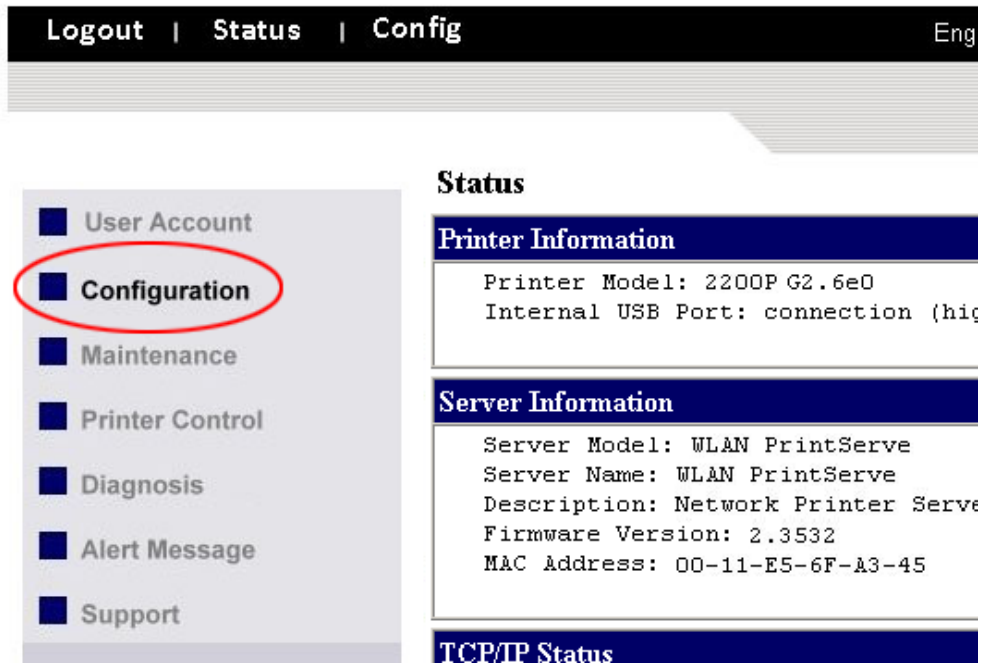 Logout | Status | Config
Eng
User Account
Configuration
Maintenance
Printer Control
Diagnosis
Alert Message
Support
Status
Printer Information
Printer Model: 2200P G2.6e0
Internal USB Port: connection (hig
Server Information
Server Model: WLAN PrintServe
Server Name: WLAN PrintServe
Description: Network Printer Serve
Firmware Version: 2.3532
MAC Address: 00-11-E5-6F-A3-45
TCP/IP Status